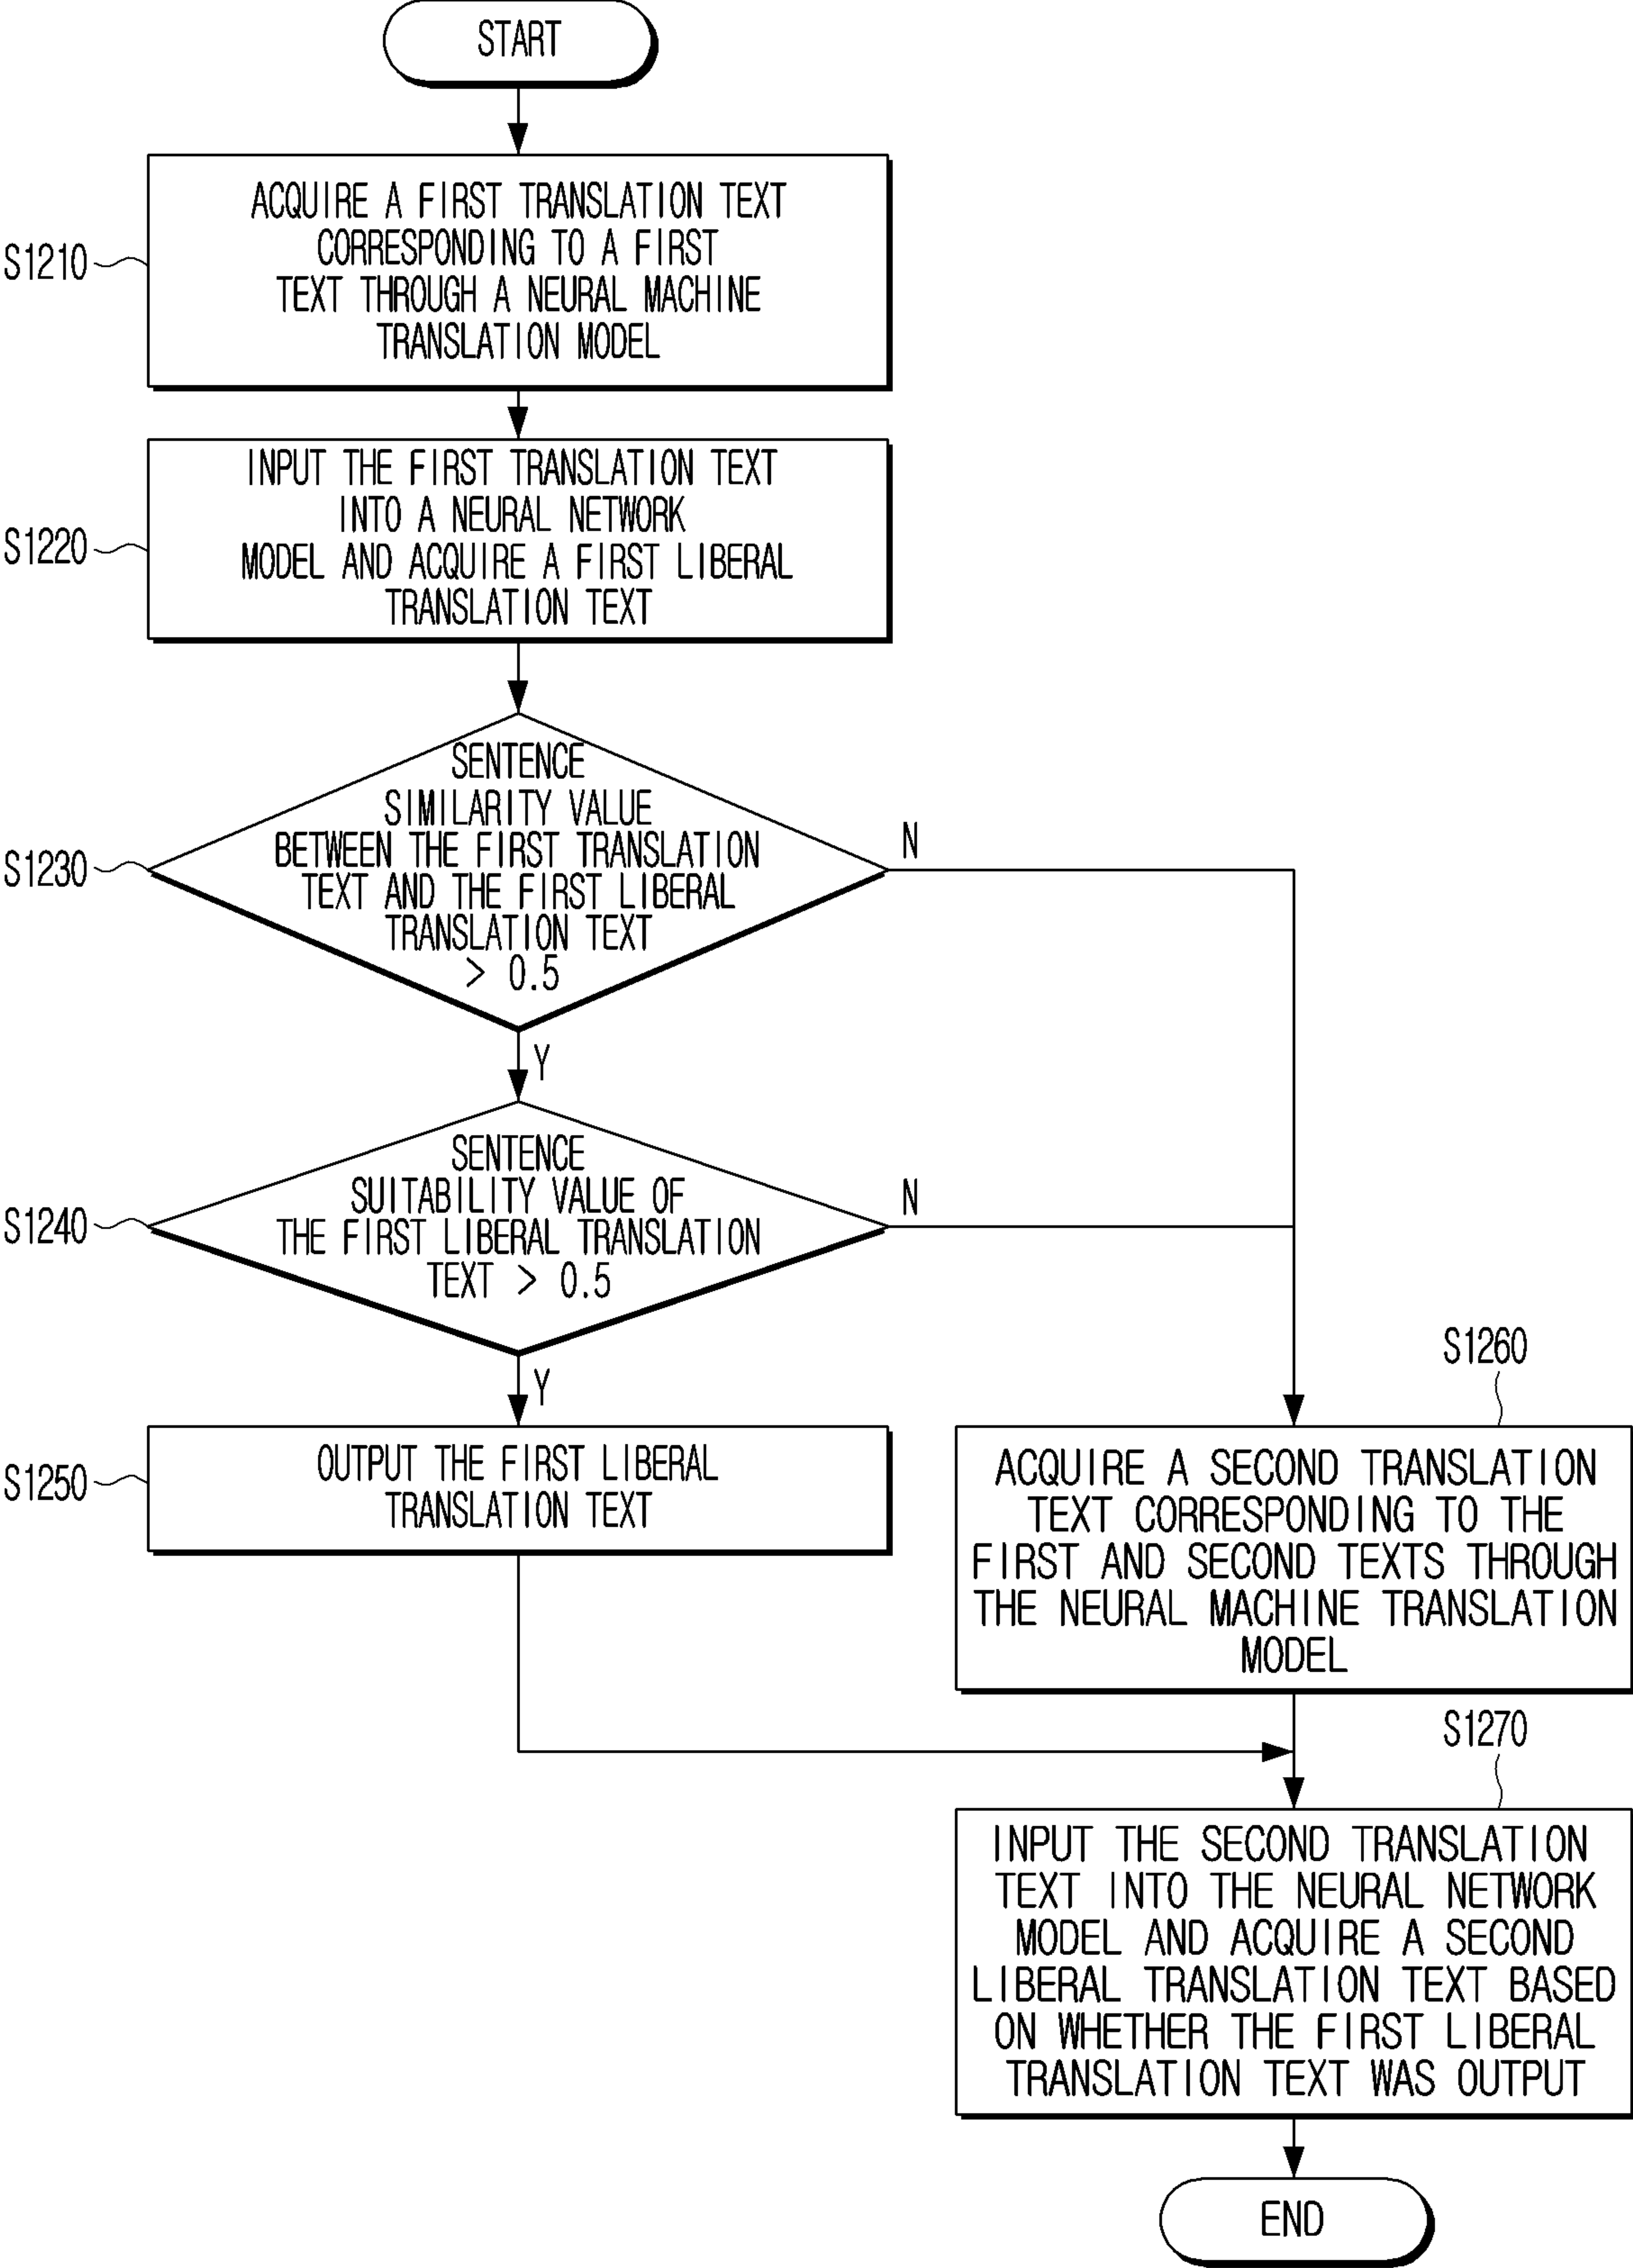 START
S1210
ACQUIRE A FIRST TRANSLATION TEXT
CORRESPONDING TO A FIRST
TEXT THROUGH A NEURAL MACHINE
TRANSLATION MODEL
S1220
INPUT THE FIRST TRANSLATION TEXT
INTO A NEURAL NETWORK
MODEL AND ACQUIRE A FIRST LIBERAL
TRANSLATION TEXT
S1230
SENTENCE
SIMILARITY VALUE
BETWEEN THE FIRST TRANSLATION
TEXT AND THE FIRST LIBERAL
TRANSLATION TEXT
> 0.5
N
Y
S1240
SENTENCE
SUITABILITY VALUE OF
THE FIRST LIBERAL TRANSLATION
TEXT > 0.5
N
Y
S1250
OUTPUT THE FIRST LIBERAL
TRANSLATION TEXT
S1260
ACQUIRE A SECOND TRANSLATION
TEXT CORRESPONDING TO THE
FIRST AND SECOND TEXTS THROUGH
THE NEURAL MACHINE TRANSLATION
MODEL
S1270
INPUT THE SECOND TRANSLATION
TEXT INTO THE NEURAL NETWORK
MODEL AND ACQUIRE A SECOND
LIBERAL TRANSLATION TEXT BASED
ON WHETHER THE FIRST LIBERAL
TRANSLATION TEXT WAS OUTPUT
END